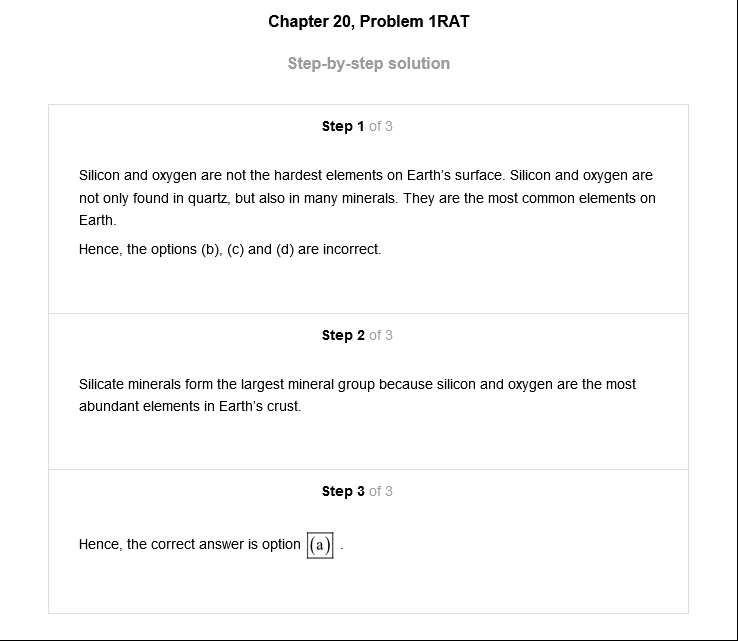 Chapter 20, Problem 1RAT
Step-by-step solution
Step 1 of 3
Silicon and oxygen are not the hardest elements on Earth's surface. Silicon and oxygen are
not only found in quartz, but also in many minerals. They are the most common elements on
Earth.
Hence, the options (b), (c) and (d) are incorrect.
Step 2 of 3
Silicate minerals form the largest mineral group because silicon and oxygen are the most
abundant elements in Earth's crust.
Step 3 of 3
Hence, the correct answer is option (a) .